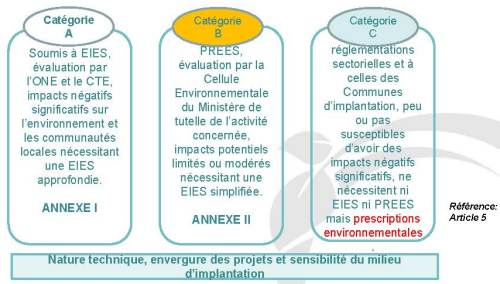 Catégorie
A
Soumis à EIES,
évaluation par
l'ONE et le CTE,
impacts négatifs
significatifs sur
l'environnement et
les communautés
locales nécessitant
une EIES
approfondie.
ANNEXE I
Catégorie
B
PREES,
évaluation par la
Cellule
Environnementale
du Ministère de
tutelle de l'activité
concernée,
impacts potentiels
limités ou modérés
nécessitant une
EIES simplifiée.
ANNEXE II
Catégorie
C
réglementations
sectorielles et à
celles des
Communes
d'implantation, peu
ou pas
susceptibles
d'avoir des
impacts négatifs
significatifs, ne
nécessitent ni
EIES ni PREES
mais prescriptions
environnementales
.
Référence:
Article 5
Nature technique, envergure des projets et sensibilité du milieu
d'implantation